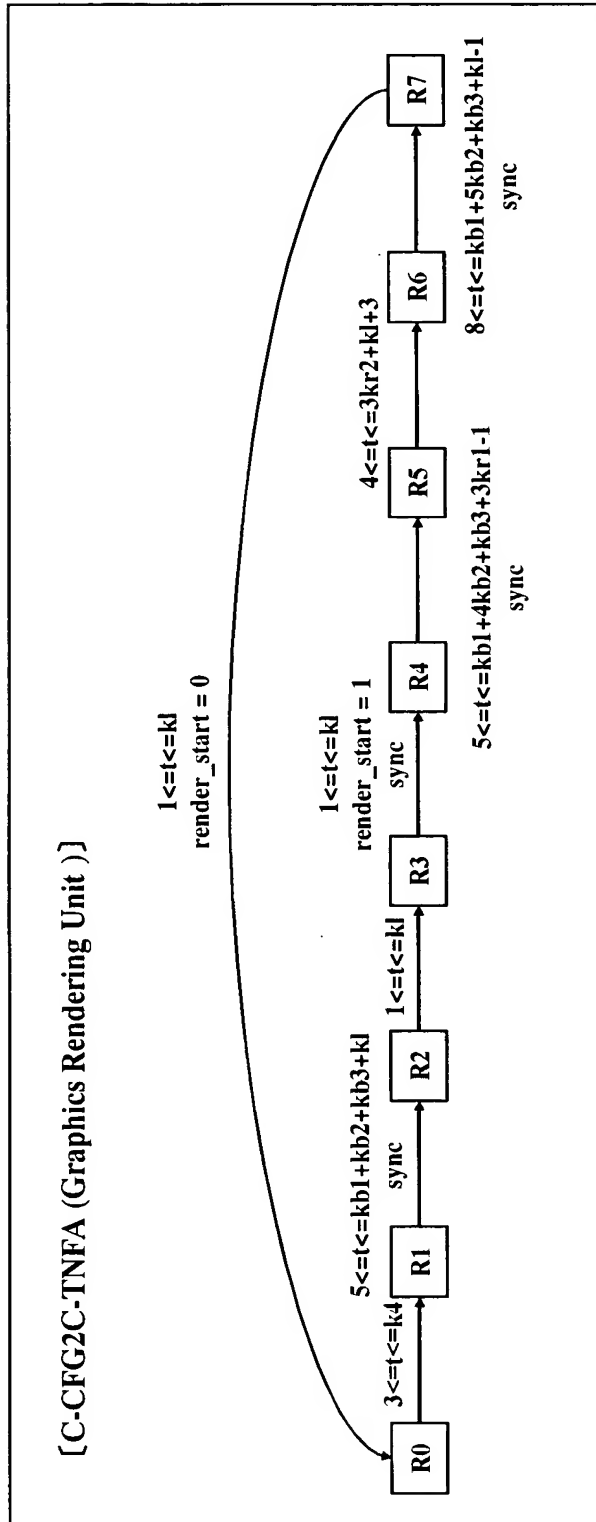 [C-CFG2C-TNFA (Graphics Rendering Unit )]
1<=t<=kl
render_start = 0
R0
3<=t<=k4
R1
5<=t<=kb1+kb2+kb3+kl
sync
R2
1<=t<=kl
R3
1<=t<=kl
render_start = 1
sync
R4
5<=t<=kb1+4kb2+kb3+3kr1-1
sync
R5
4<=t<=3kr2+kl+3
R6
8<=t<=kb1+5kb2+kb3+kl-1
sync
R7